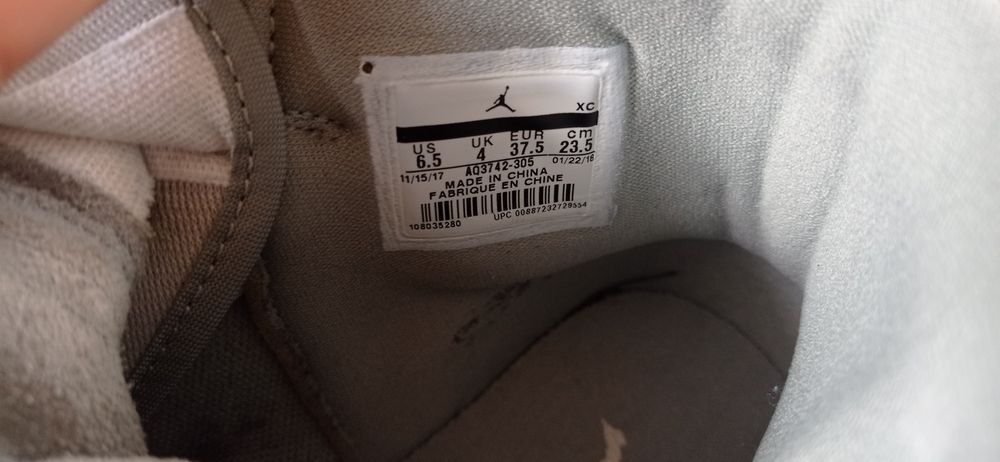 XC
US UK EUR cm
6.5 4 37.5 23.5
11/15/17 AQ3742-305 01/22/18
MADE IN CHINA
FABRIQUE EN CHINE
108035280 UPC 00887232729554